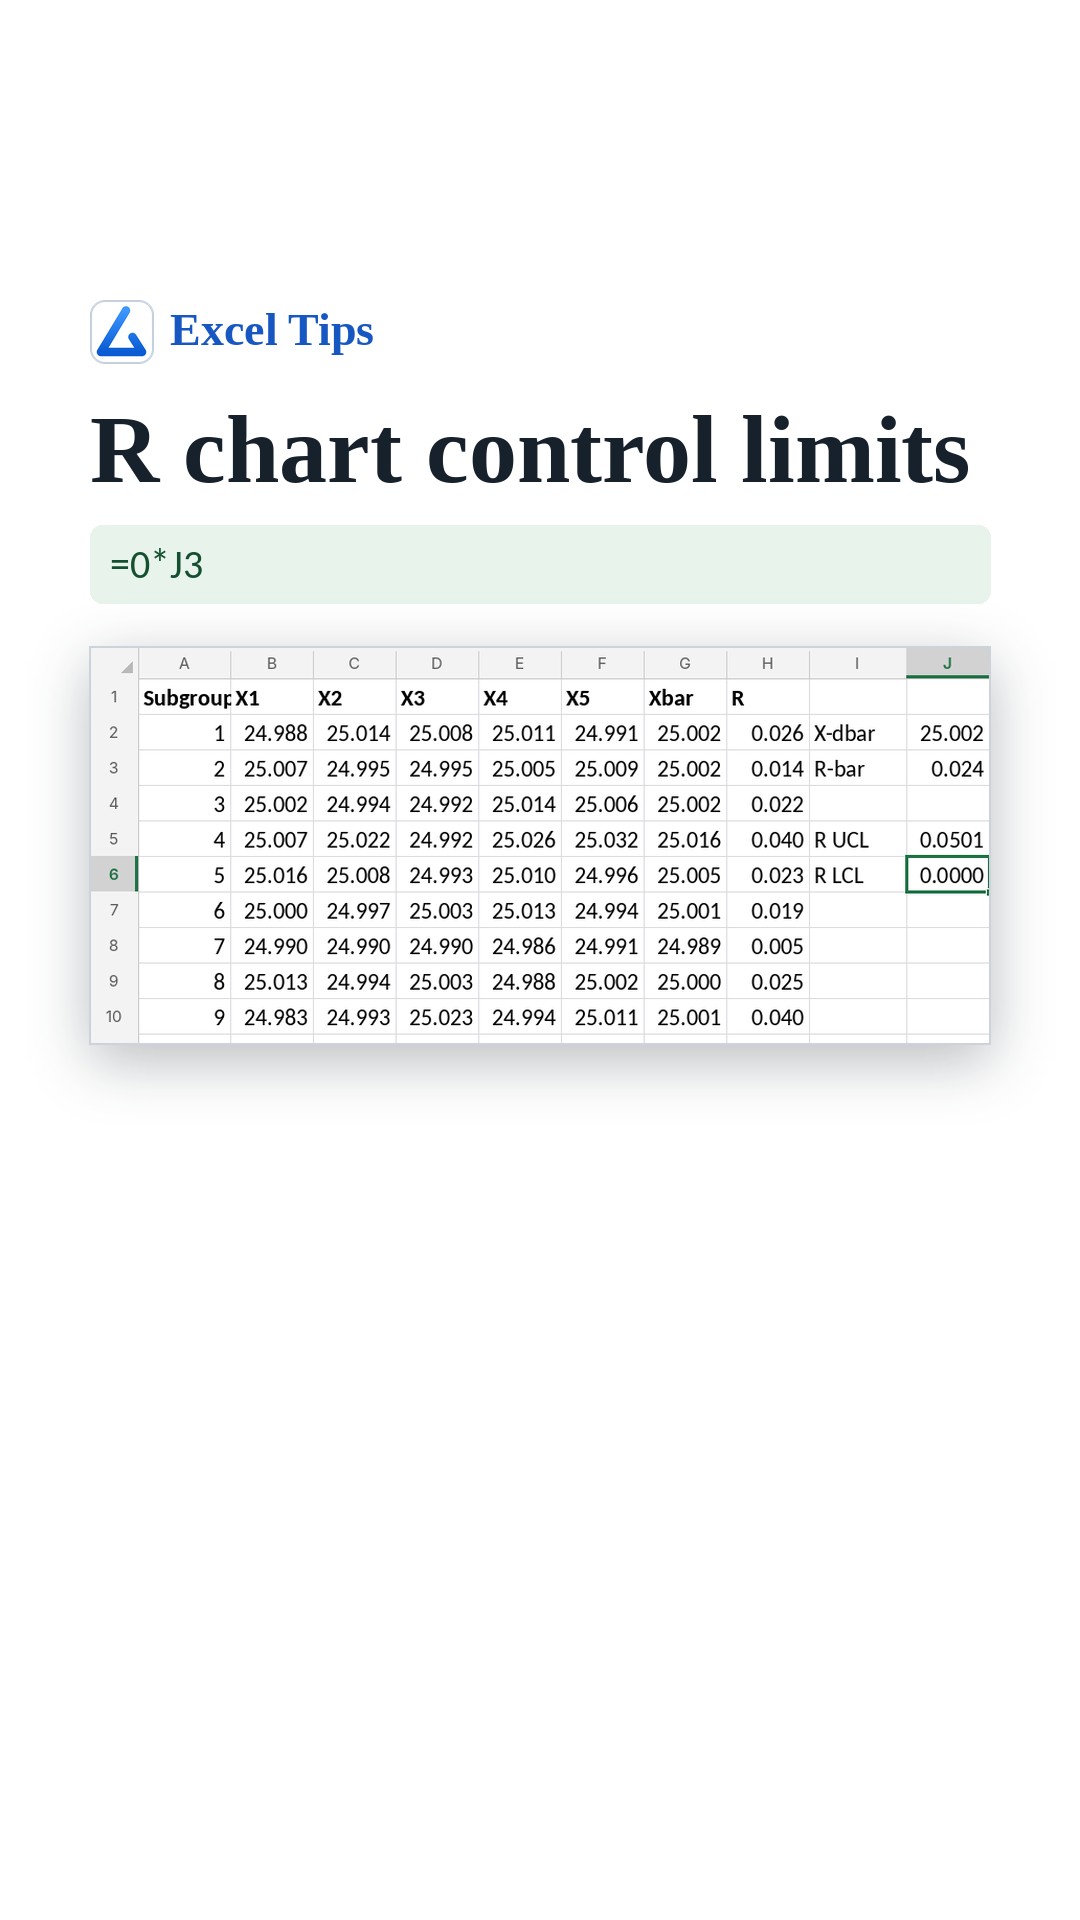 Excel Tips
R chart control limits
=0*J3
A B C D E F G H I J
1 Subgroup X1 X2 X3 X4 X5 Xbar R
2 1 24.988 25.014 25.008 25.011 24.991 25.002 0.026 X-dbar 25.002
3 2 25.007 24.995 24.995 25.005 25.009 25.002 0.014 R-bar 0.024
4 3 25.002 24.994 24.992 25.014 25.006 25.002 0.022
5 4 25.007 25.022 24.992 25.026 25.032 25.016 0.040 R UCL 0.0501
6 5 25.016 25.008 24.993 25.010 24.996 25.005 0.023 R LCL 0.0000
7 6 25.000 24.997 25.003 25.013 24.994 25.001 0.019
8 7 24.990 24.990 24.990 24.986 24.991 24.989 0.005
9 8 25.013 24.994 25.003 24.988 25.002 25.000 0.025
10 9 24.983 24.993 25.023 24.994 25.011 25.001 0.040